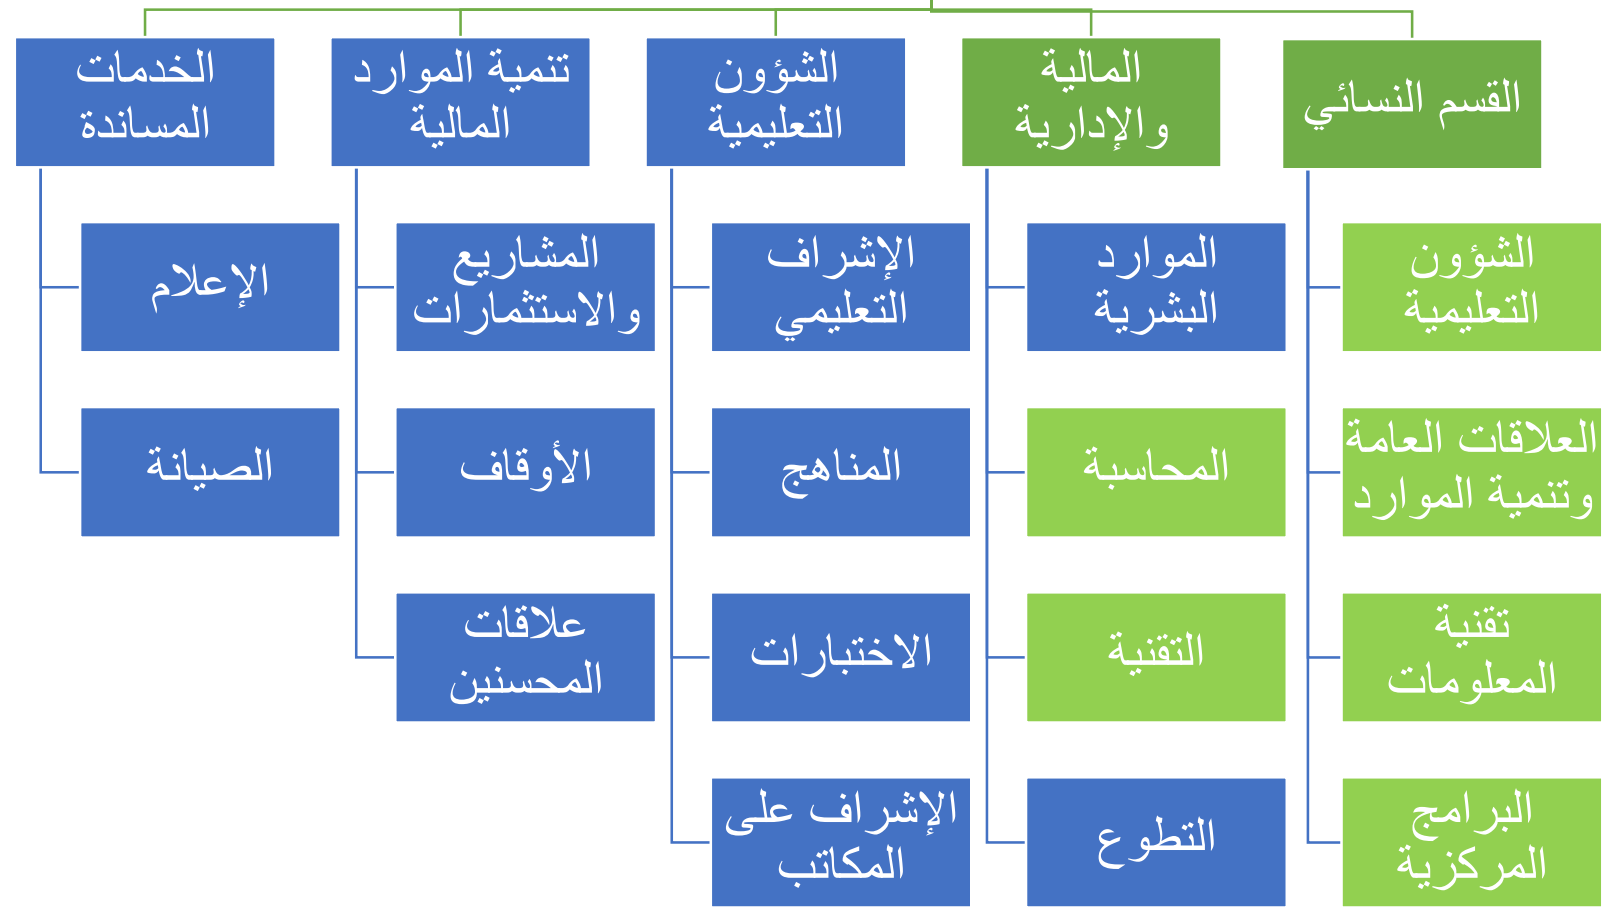 القسم النسائي
الشؤون
التعليمية
العلاقات العامة
وتنمية الموارد
تقنية
المعلومات
البرامج
المركزية
المالية
والإدارية
الموارد
البشرية
المحاسبة
التقنية
التطوع
الشؤون
التعليمية
الإشراف
التعليمي
المناهج
الاختبارات
الإشراف على
المكاتب
تنمية الموارد
المالية
المشاريع
والاستثمارات
الأوقاف
علاقات
المحسنين
الخدمات
المساندة
الإعلام
الصيانة